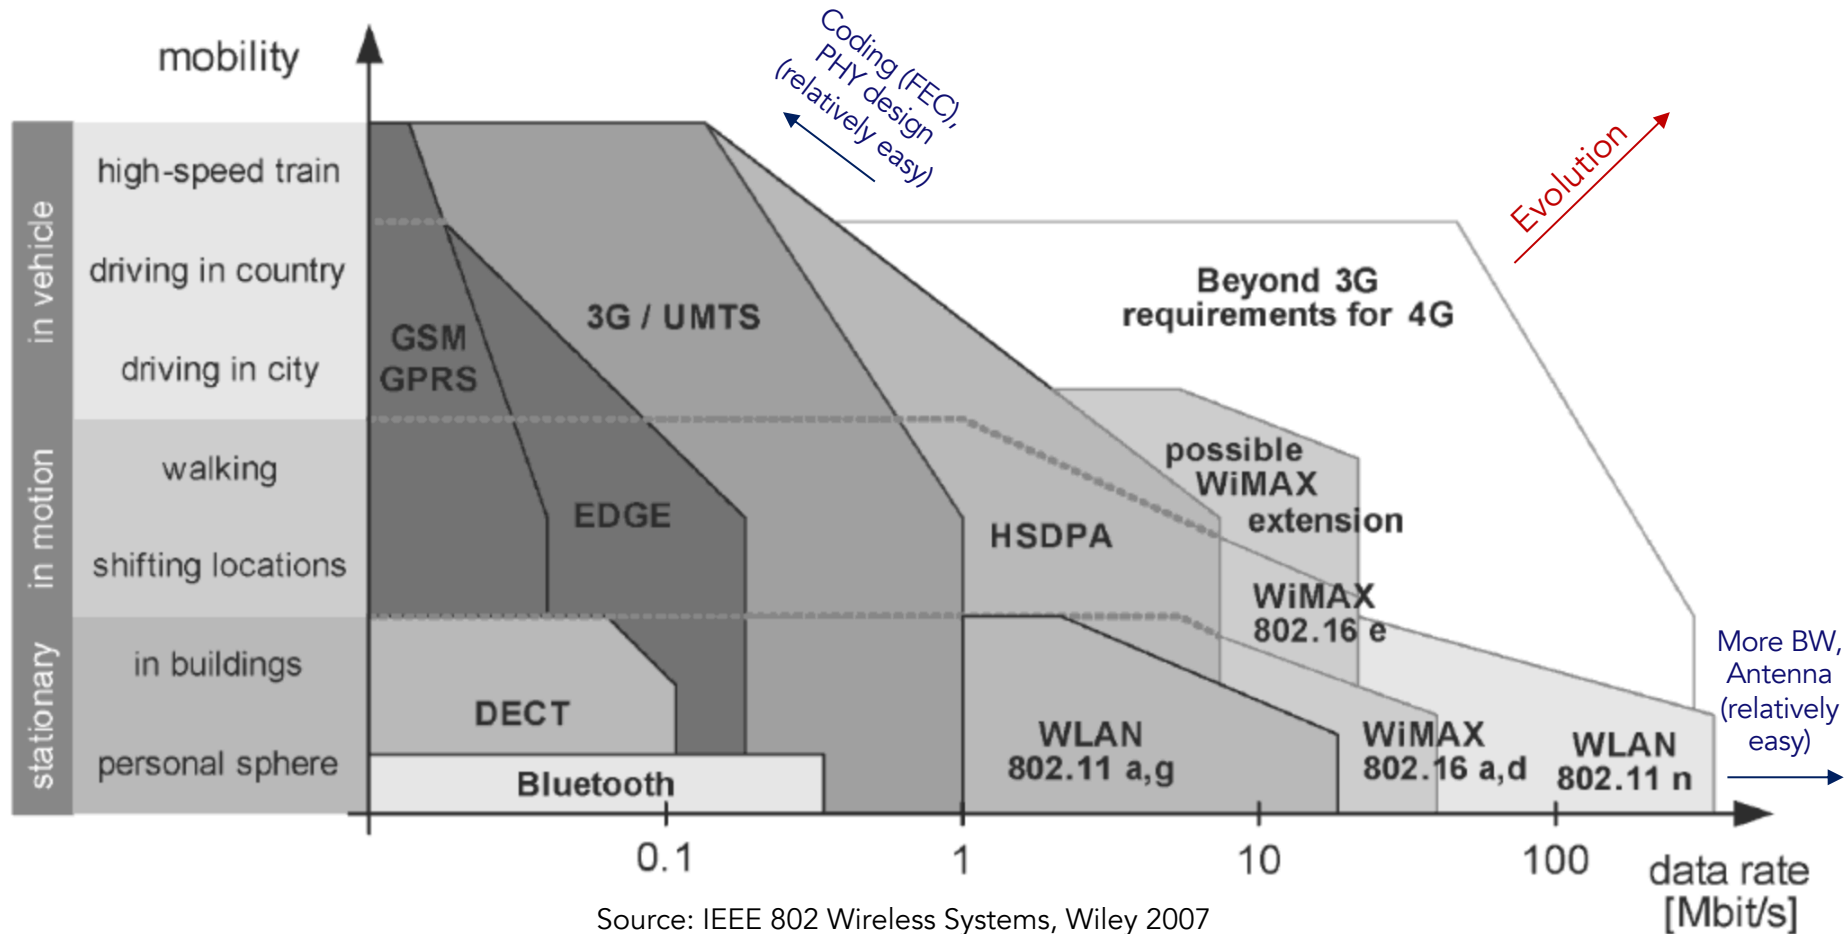 mobility
Coding (FEC),
PHY design
(relatively easy)
Evolution
in vehicle
high-speed train
driving in country
driving in city
in motion
walking
shifting locations
stationary
in buildings
personal sphere
GSM
GPRS
3G / UMTS
Beyond 3G
requirements for 4G
EDGE
HSDPA
possible
WiMAX
extension
WiMAX
802.16 e
DECT
Bluetooth
WLAN
802.11 a,g
WiMAX
802.16 a,d
WLAN
802.11 n
More BW,
Antenna
(relatively
easy)
0.1
1
10
100
data rate
[Mbit/s]
Source: IEEE 802 Wireless Systems, Wiley 2007